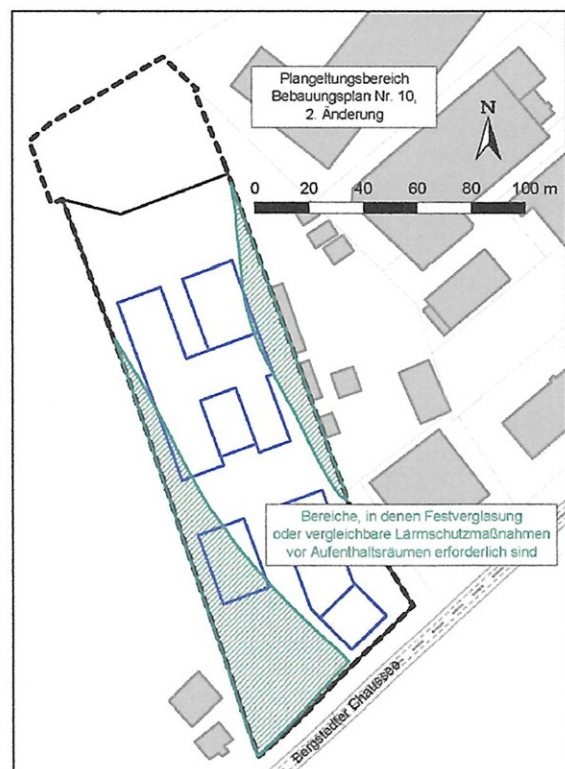 Plangeltungsbereich
Bebauungsplan Nr. 10,
2. Änderung
N
0 20 40 60 80 100 m
Bereiche, in denen Festverglasung
oder vergleichbare Lärmschutzmaßnahmen
vor Aufenthaltsräumen erforderlich sind
Bergstedter Chaussee